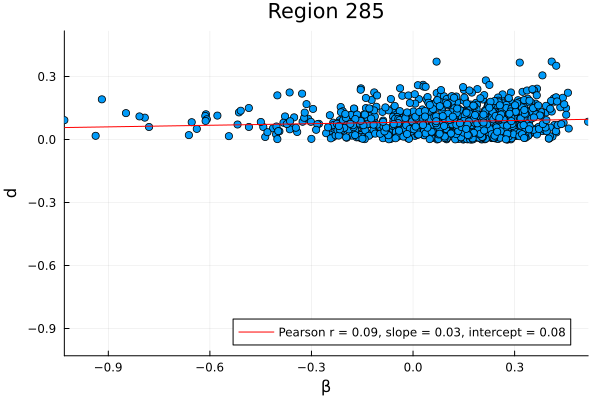 Region 285
0.3
0.0
−0.3
−0.6
−0.9
d
Pearson r = 0.09, slope = 0.03, intercept = 0.08
−0.9
−0.6
−0.3
0.0
0.3
β